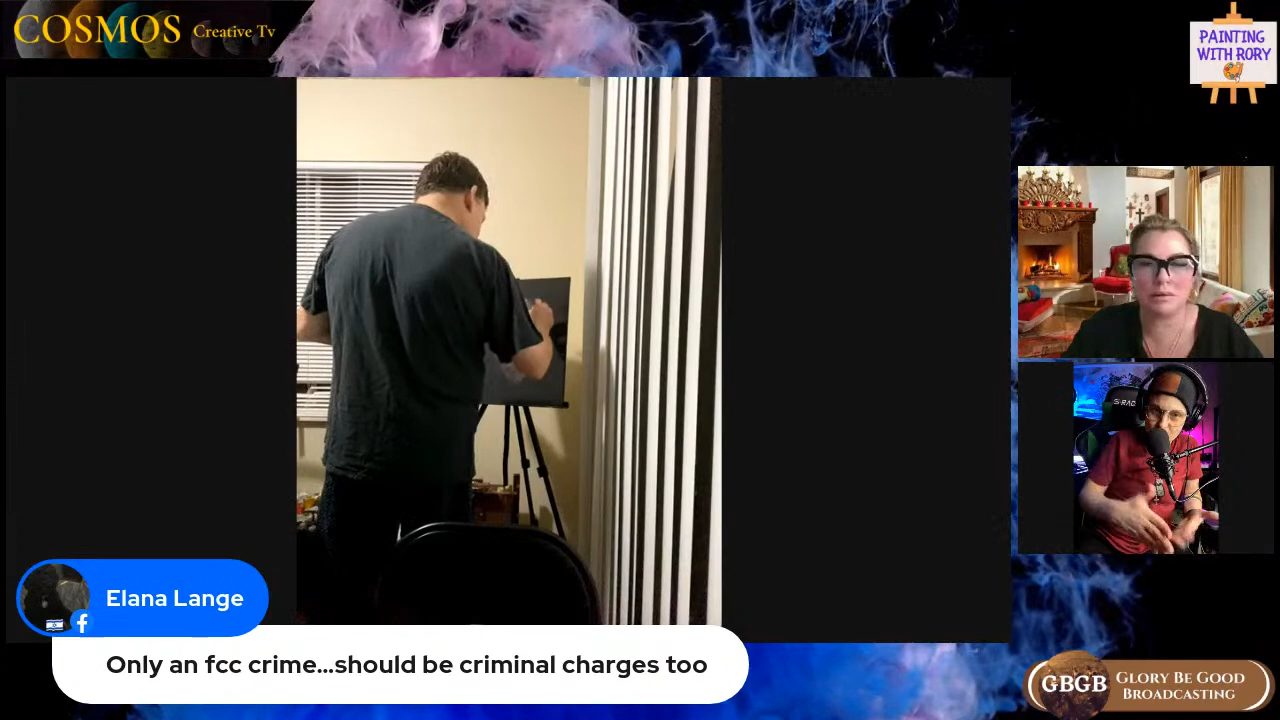 COSMOS Creative Tv
PAINTING
WITH RORY
S-RAC
Elana Lange
Only an fcc crime...should be criminal charges too
GBGB GLORY BE GOOD
BROADCASTING